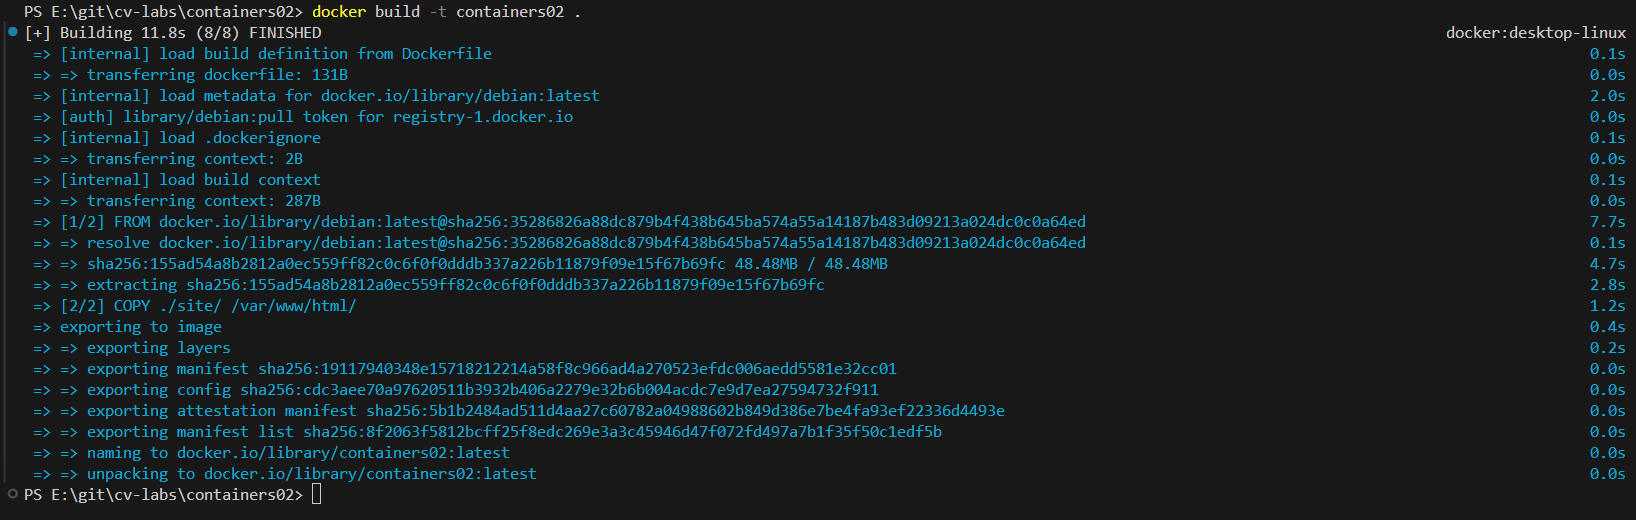 PS E:\git\cv-labs\containers02> docker build -t containers02 .
[+] Building 11.8s (8/8) FINISHED docker:desktop-linux
=> [internal] load build definition from Dockerfile 0.1s
=> => transferring dockerfile: 131B 0.0s
=> [internal] load metadata for docker.io/library/debian:latest 2.0s
=> [auth] library/debian:pull token for registry-1.docker.io 0.0s
=> [internal] load .dockerignore 0.1s
=> => transferring context: 2B 0.0s
=> [internal] load build context 0.1s
=> => transferring context: 287B 0.0s
=> [1/2] FROM docker.io/library/debian:latest@sha256:35286826a88dc879b4f438b645ba574a55a14187b483d09213a024dc0c0a64ed 7.7s
=> => resolve docker.io/library/debian:latest@sha256:35286826a88dc879b4f438b645ba574a55a14187b483d09213a024dc0c0a64ed 0.1s
=> => sha256:155ad54a8b2812a0ec559ff82c0c6f0f0dddb337a226b11879f09e15f67b69fc 48.48MB / 48.48MB 4.7s
=> => extracting sha256:155ad54a8b2812a0ec559ff82c0c6f0f0dddb337a226b11879f09e15f67b69fc 2.8s
=> [2/2] COPY ./site/ /var/www/html/ 1.2s
=> exporting to image 0.4s
=> => exporting layers 0.2s
=> => exporting manifest sha256:19117940348e15718212214a58f8c966ad4a270523efdc006aedd5581e32cc01 0.0s
=> => exporting config sha256:cdc3aee70a97620511b3932b406a2279e32b6b004acdc7e9d7ea27594732f911 0.0s
=> => exporting attestation manifest sha256:5b1b2484ad511d4aa27c60782a04988602b849d386e7be4fa93ef22336d4493e 0.0s
=> => exporting manifest list sha256:8f2063f5812bcff25f8edc269e3a3c45946d47f072fd497a7b1f35f50c1edf5b 0.0s
=> => naming to docker.io/library/containers02:latest 0.0s
=> => unpacking to docker.io/library/containers02:latest 0.0s
PS E:\git\cv-labs\containers02>